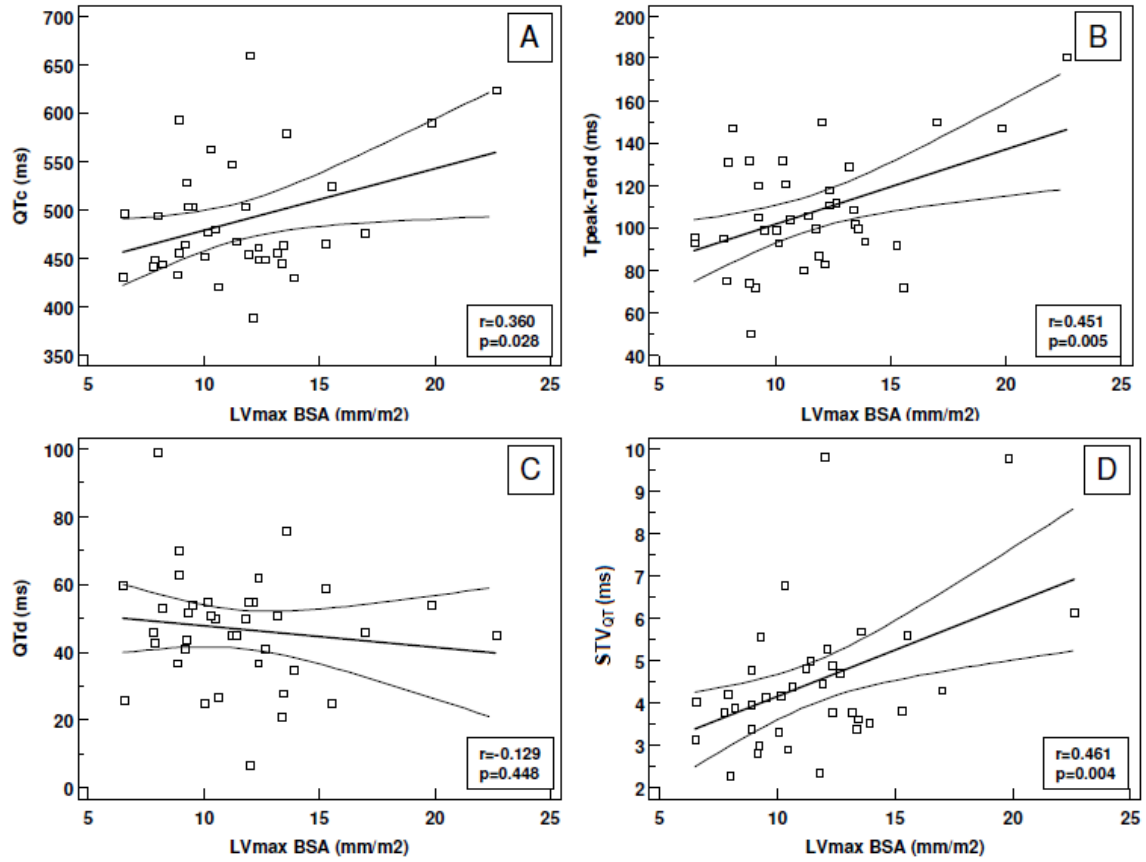 A
QTc (ms)
700
650
600
550
500
450
400
350
r=0.360
p=0.028
5 10 15 20 25
LVmax BSA (mm/m2)
B
Tpeak-Tend (ms)
200
180
160
140
120
100
80
60
40
r=0.451
p=0.005
5 10 15 20 25
LVmax BSA (mm/m2)
C
QTd (ms)
100
80
60
40
20
0
r=-0.129
p=0.448
5 10 15 20 25
LVmax BSA (mm/m2)
D
STVQT (ms)
10
9
8
7
6
5
4
3
2
r=0.461
p=0.004
5 10 15 20 25
LVmax BSA (mm/m2)